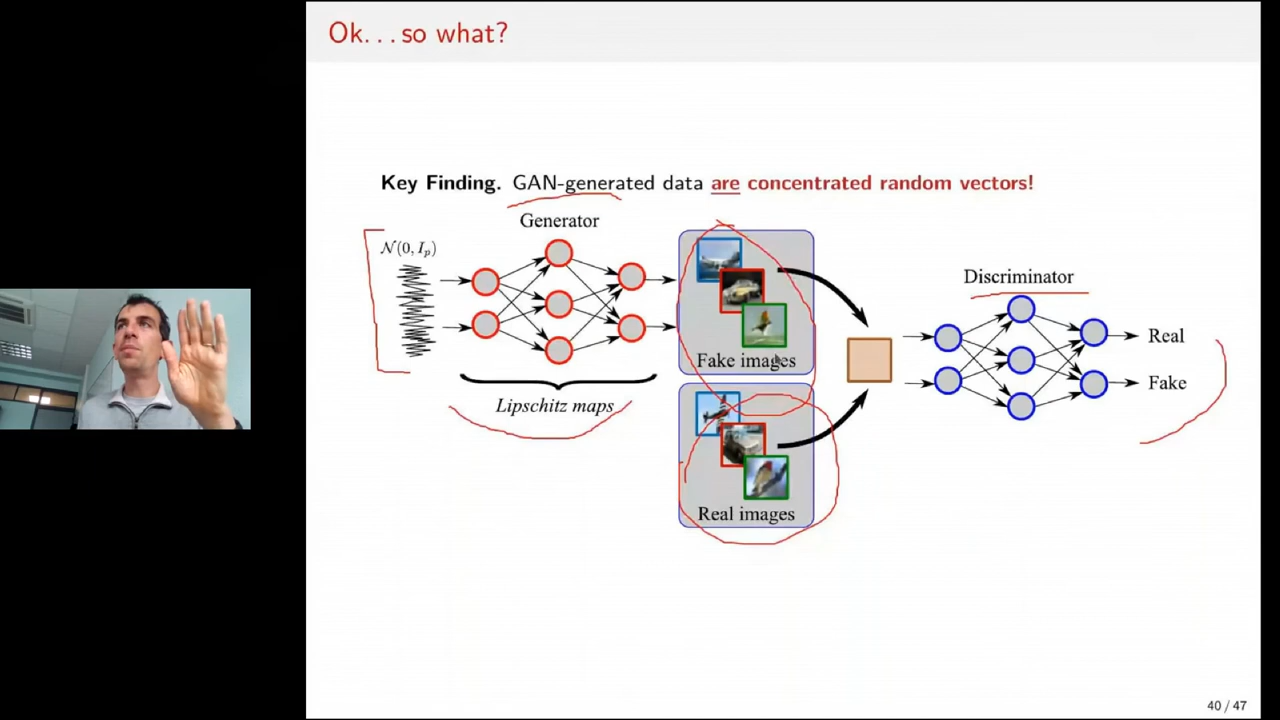 Ok...so what?
Key Finding. GAN-generated data are concentrated random vectors!
Generator
N(0, I_p)
Discriminator
Real
Fake images
Fake
Lipschitz maps
Real images
40 / 47